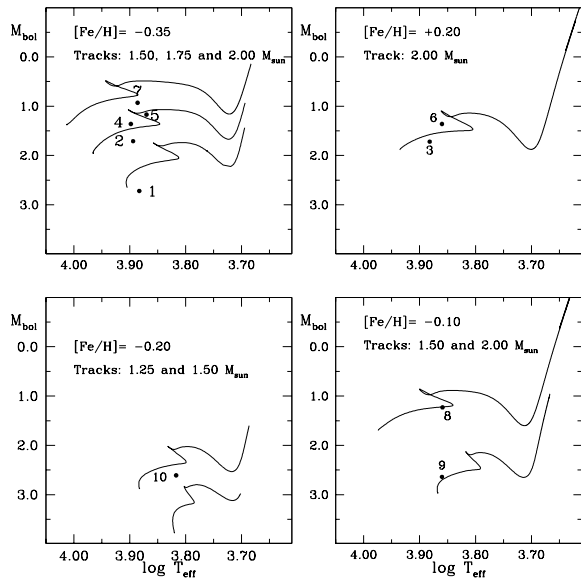 M_bol
[Fe/H]= −0.35
Tracks: 1.50, 1.75 and 2.00 M_sun
0.0
1.0
2.0
3.0
7
5
4
2
1
4.00 3.90 3.80 3.70
M_bol
[Fe/H]= +0.20
Track: 2.00 M_sun
0.0
1.0
2.0
3.0
6
3
4.00 3.90 3.80 3.70
M_bol
[Fe/H]= −0.20
Tracks: 1.25 and 1.50 M_sun
0.0
1.0
2.0
3.0
10
4.00 3.90 3.80 3.70
log T_eff
M_bol
[Fe/H]= −0.10
Tracks: 1.50 and 2.00 M_sun
0.0
1.0
2.0
3.0
8
9
4.00 3.90 3.80 3.70
log T_eff